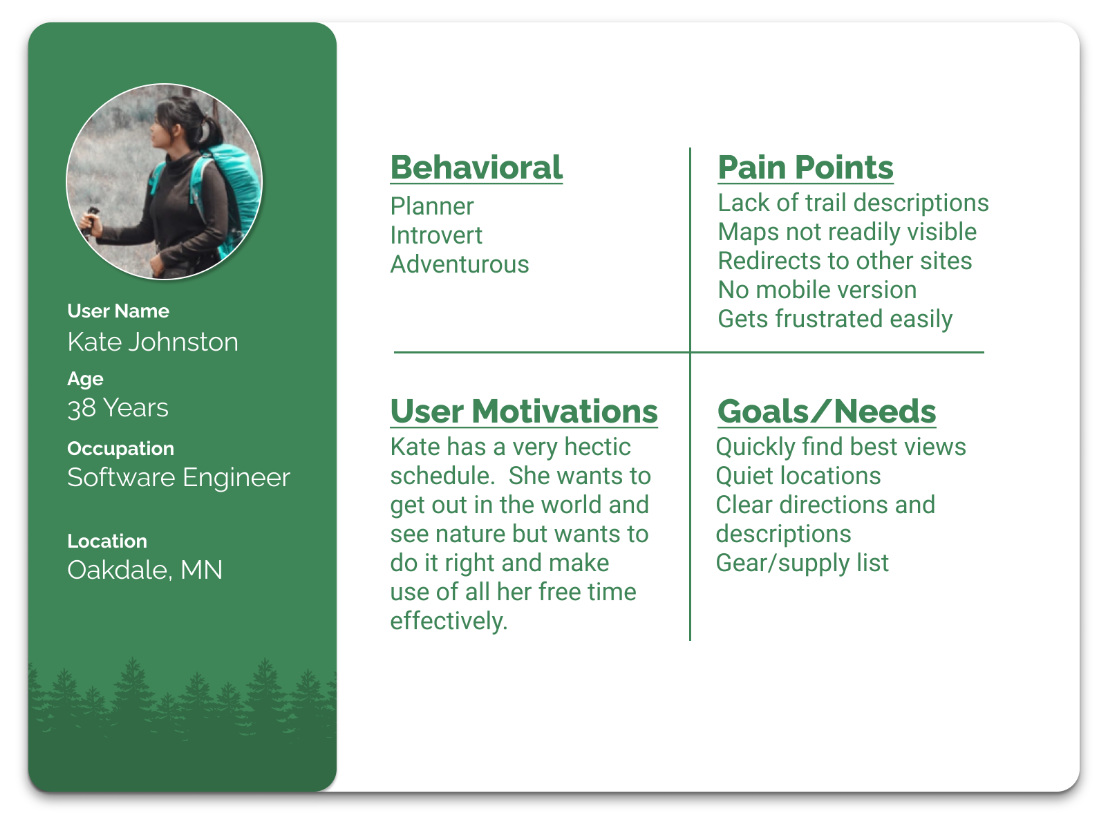 User Name
Kate Johnston
Age
38 Years
Occupation
Software Engineer
Location
Oakdale, MN
Behavioral
Planner
Introvert
Adventurous
Pain Points
Lack of trail descriptions
Maps not readily visible
Redirects to other sites
No mobile version
Gets frustrated easily
User Motivations
Kate has a very hectic
schedule.  She wants to
get out in the world and
see nature but wants to
do it right and make
use of all her free time
effectively.
Goals/Needs
Quickly find best views
Quiet locations
Clear directions and
descriptions
Gear/supply list